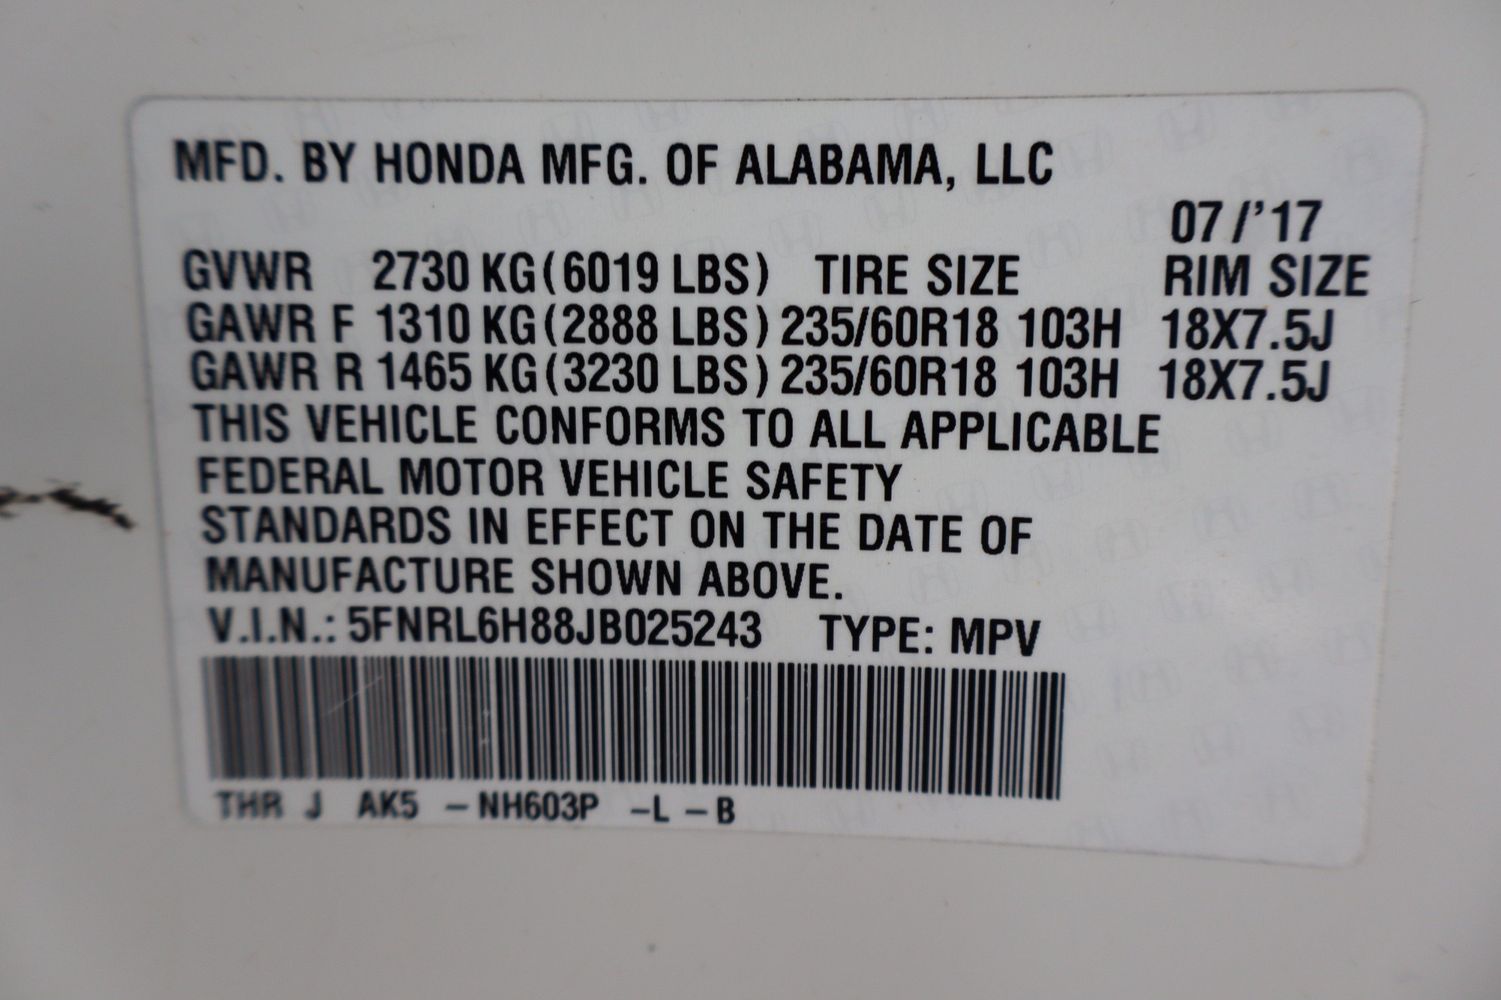 MFD. BY HONDA MFG. OF ALABAMA, LLC
07/'17
GVWR 2730 KG(6019 LBS) TIRE SIZE RIM SIZE
GAWR F 1310 KG(2888 LBS) 235/60R18 103H 18X7.5J
GAWR R 1465 KG(3230 LBS) 235/60R18 103H 18X7.5J
THIS VEHICLE CONFORMS TO ALL APPLICABLE
FEDERAL MOTOR VEHICLE SAFETY
STANDARDS IN EFFECT ON THE DATE OF
MANUFACTURE SHOWN ABOVE.
V.I.N.: 5FNRL6H88JB025243 TYPE: MPV
THR J AK5 –NH603P –L –B